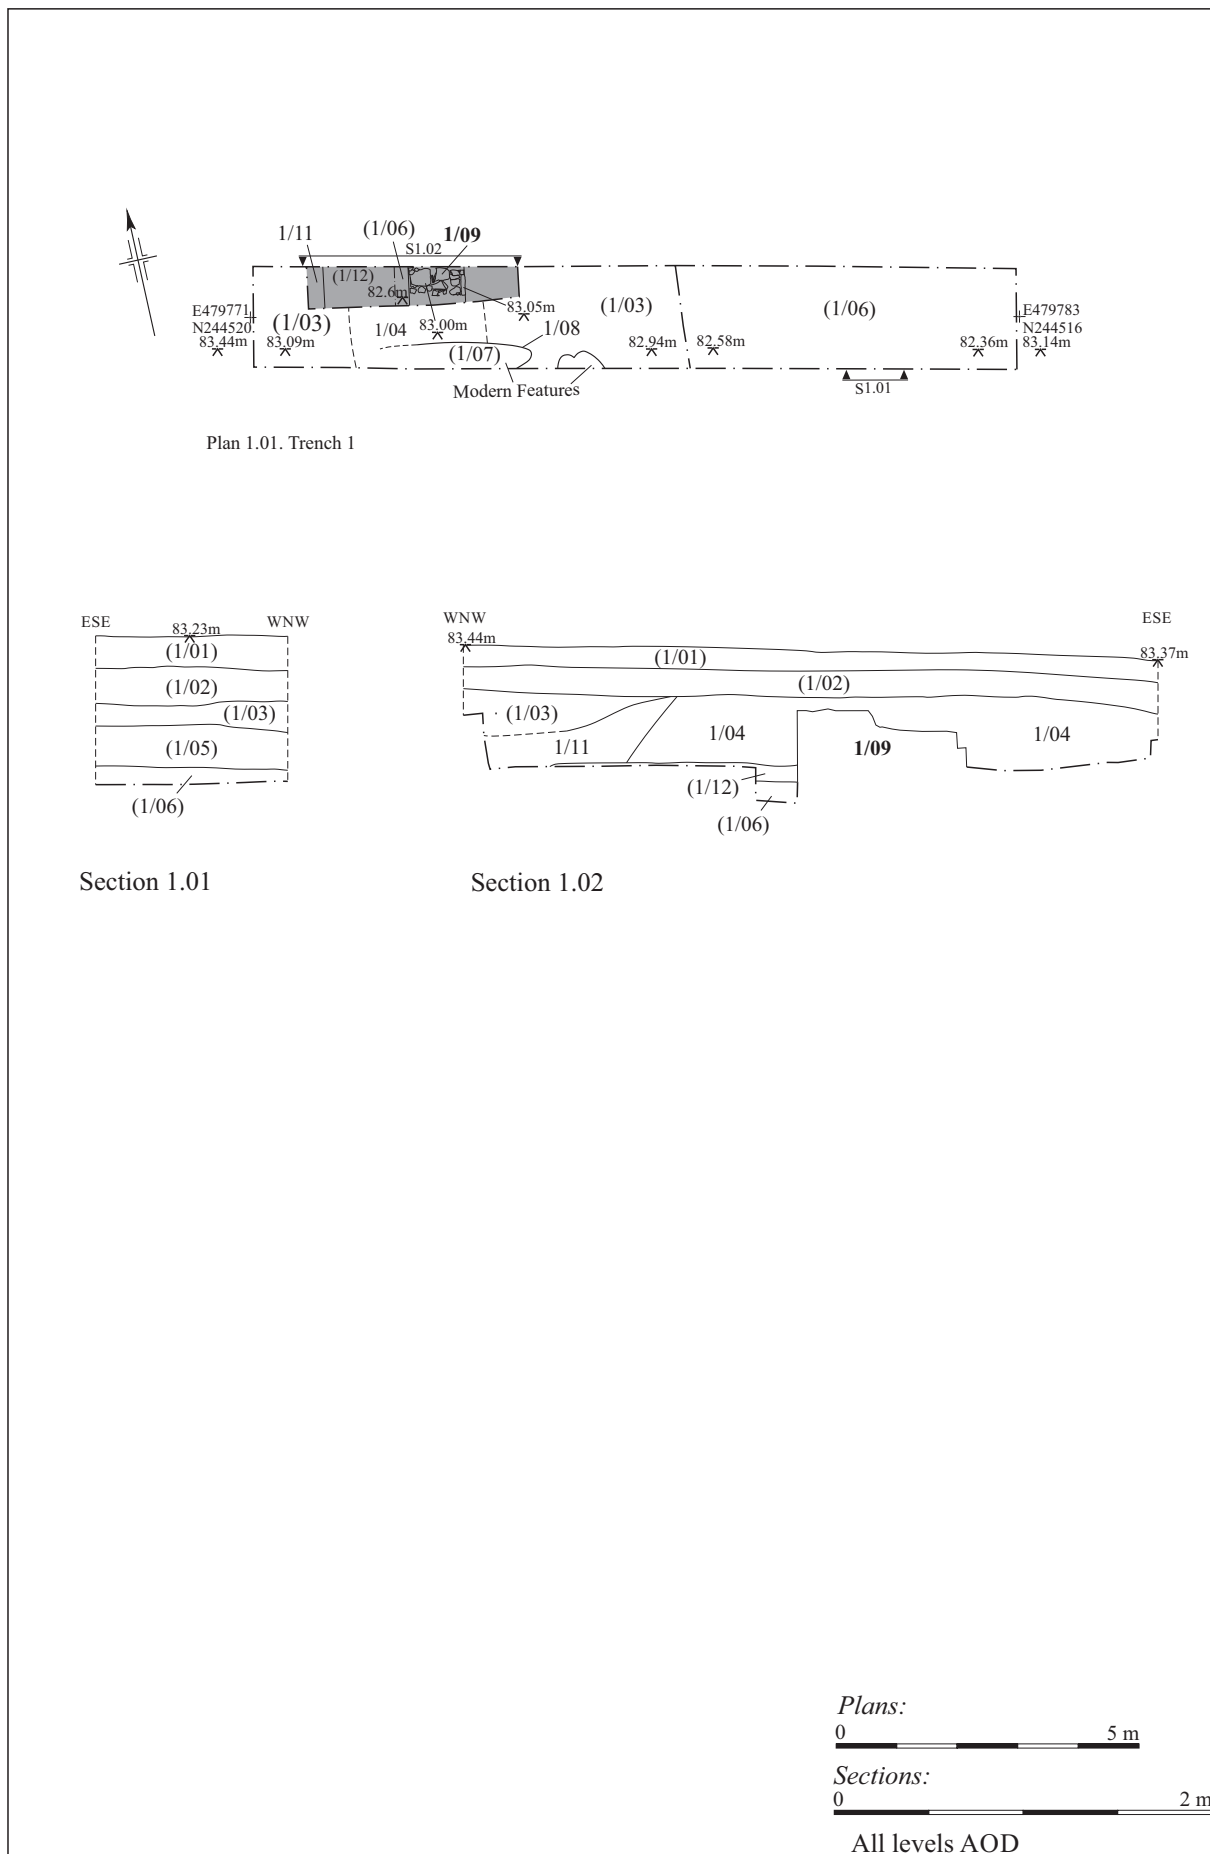 1/11
(1/06)
1/09
S1.02
(1/12)
82.6m
83.05m
E479771
N244520
83.44m
(1/03)
83.09m
1/04
83.00m
1/08
(1/07)
(1/03)
82.94m
82.58m
(1/06)
82.36m
E479783
N244516
83.14m
Modern Features
S1.01
Plan 1.01. Trench 1
ESE
WNW
83.23m
(1/01)
(1/02)
(1/03)
(1/05)
(1/06)
Section 1.01
WNW
ESE
83.44m
83.37m
(1/01)
(1/02)
(1/03)
1/11
1/04
1/09
1/04
(1/12)
(1/06)
Section 1.02
Plans:
0 5 m
Sections:
0 2 m
All levels AOD